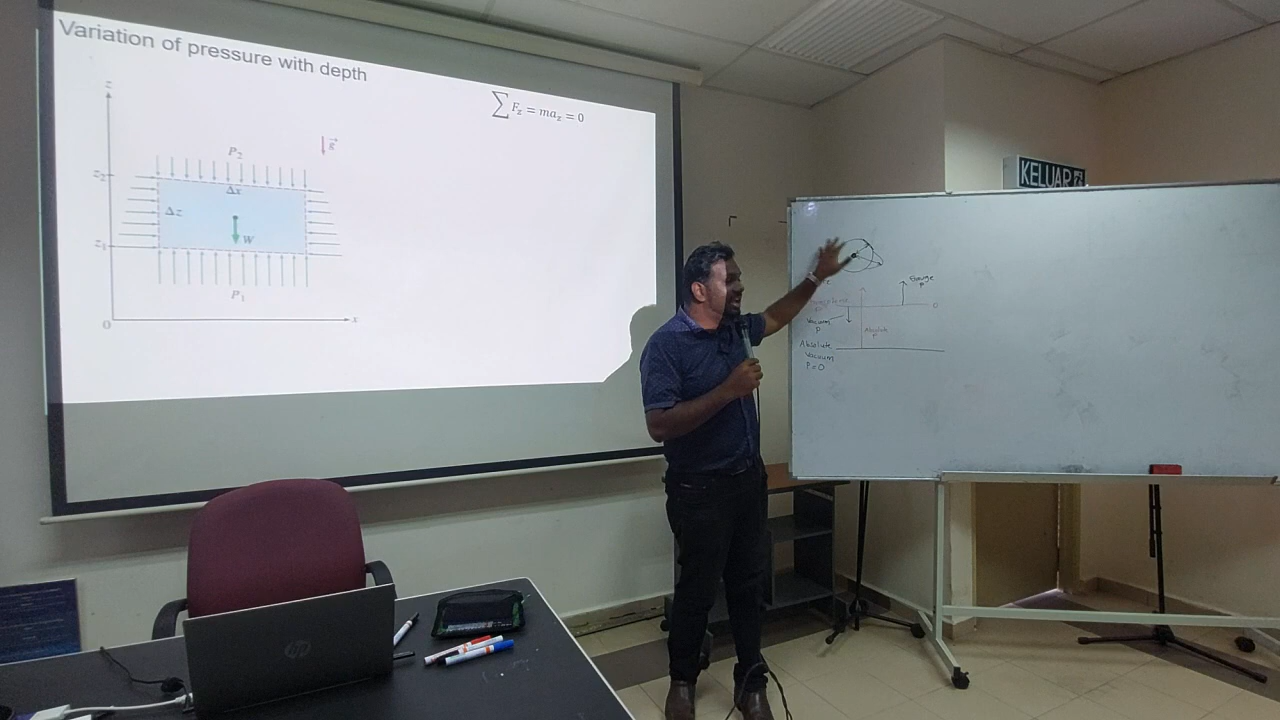 Variation of pressure with depth
∑ F_z = ma_z = 0
z
P_2
g⃗
z_2
Δx
Δz
W
z_1
P_1
0
x
KELUAR
Gauge
P
0
Vacuum
P
Absolute
P
Absolute
Vacuum
P=0
hp